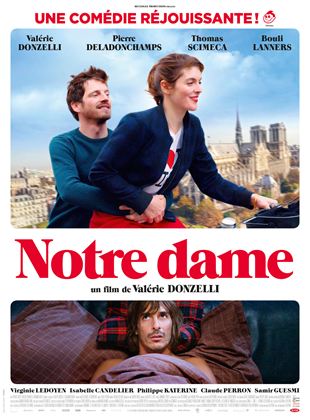 UNE COMÉDIE RÉJOUISSANTE !
Valérie DONZELLI
Pierre DELADONCHAMPS
Thomas SCIMECA
Bouli LANNERS
Notre dame
un film de Valérie DONZELLI
Virginie LEDOYEN Isabelle CANDELIER Philippe KATERINE Claude PERRON Samir GUESMI